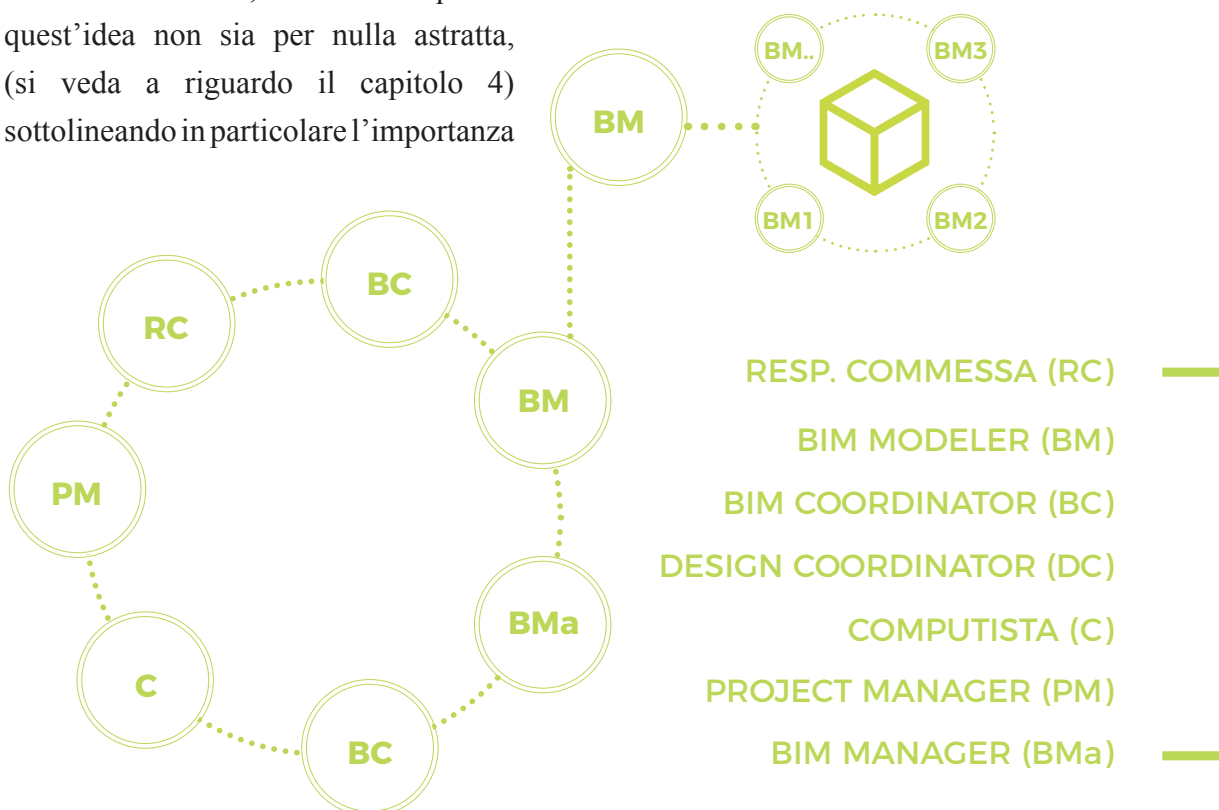 quest’idea non sia per nulla astratta,
(si veda a riguardo il capitolo 4)
sottolineando in particolare l’importanza
BM..
BM3
BM
BM1
BM2
BC
RC
BM
PM
BMa
C
BC
RESP. COMMESSA (RC)
BIM MODELER (BM)
BIM COORDINATOR (BC)
DESIGN COORDINATOR (DC)
COMPUTISTA (C)
PROJECT MANAGER (PM)
BIM MANAGER (BMa)